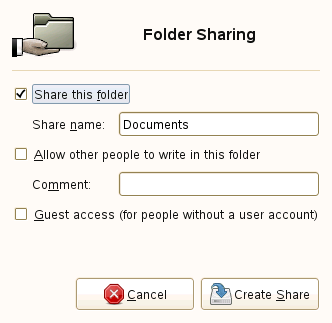 Folder Sharing
Share this folder
Share name: Documents
Allow other people to write in this folder
Comment:
Guest access (for people without a user account)
Cancel Create Share